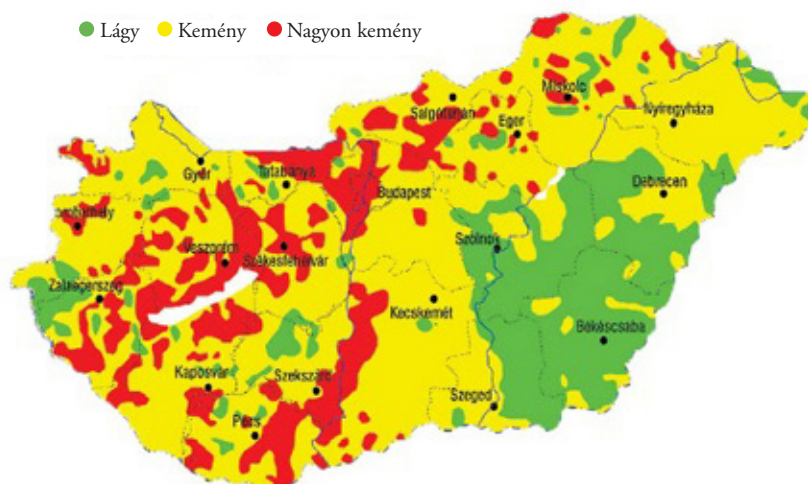 Lágy Kemény Nagyon kemény
Miskolc
Salgótarján
Nyíregyháza
Eger
Győr
Tatabánya
Debrecen
Budapest
Szolnok
Veszprém
Székesfehérvár
Zalaegerszeg
Kecskemét
Békéscsaba
Kaposvár
Szekszárd
Szeged
Pécs